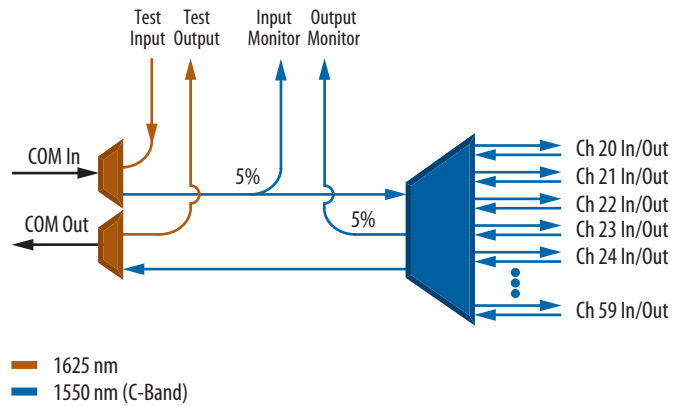 Test Input
Test Output
Input Monitor
Output Monitor
COM In
5%
COM Out
5%
Ch 20 In/Out
Ch 21 In/Out
Ch 22 In/Out
Ch 23 In/Out
Ch 24 In/Out
Ch 59 In/Out
1625 nm
1550 nm (C-Band)